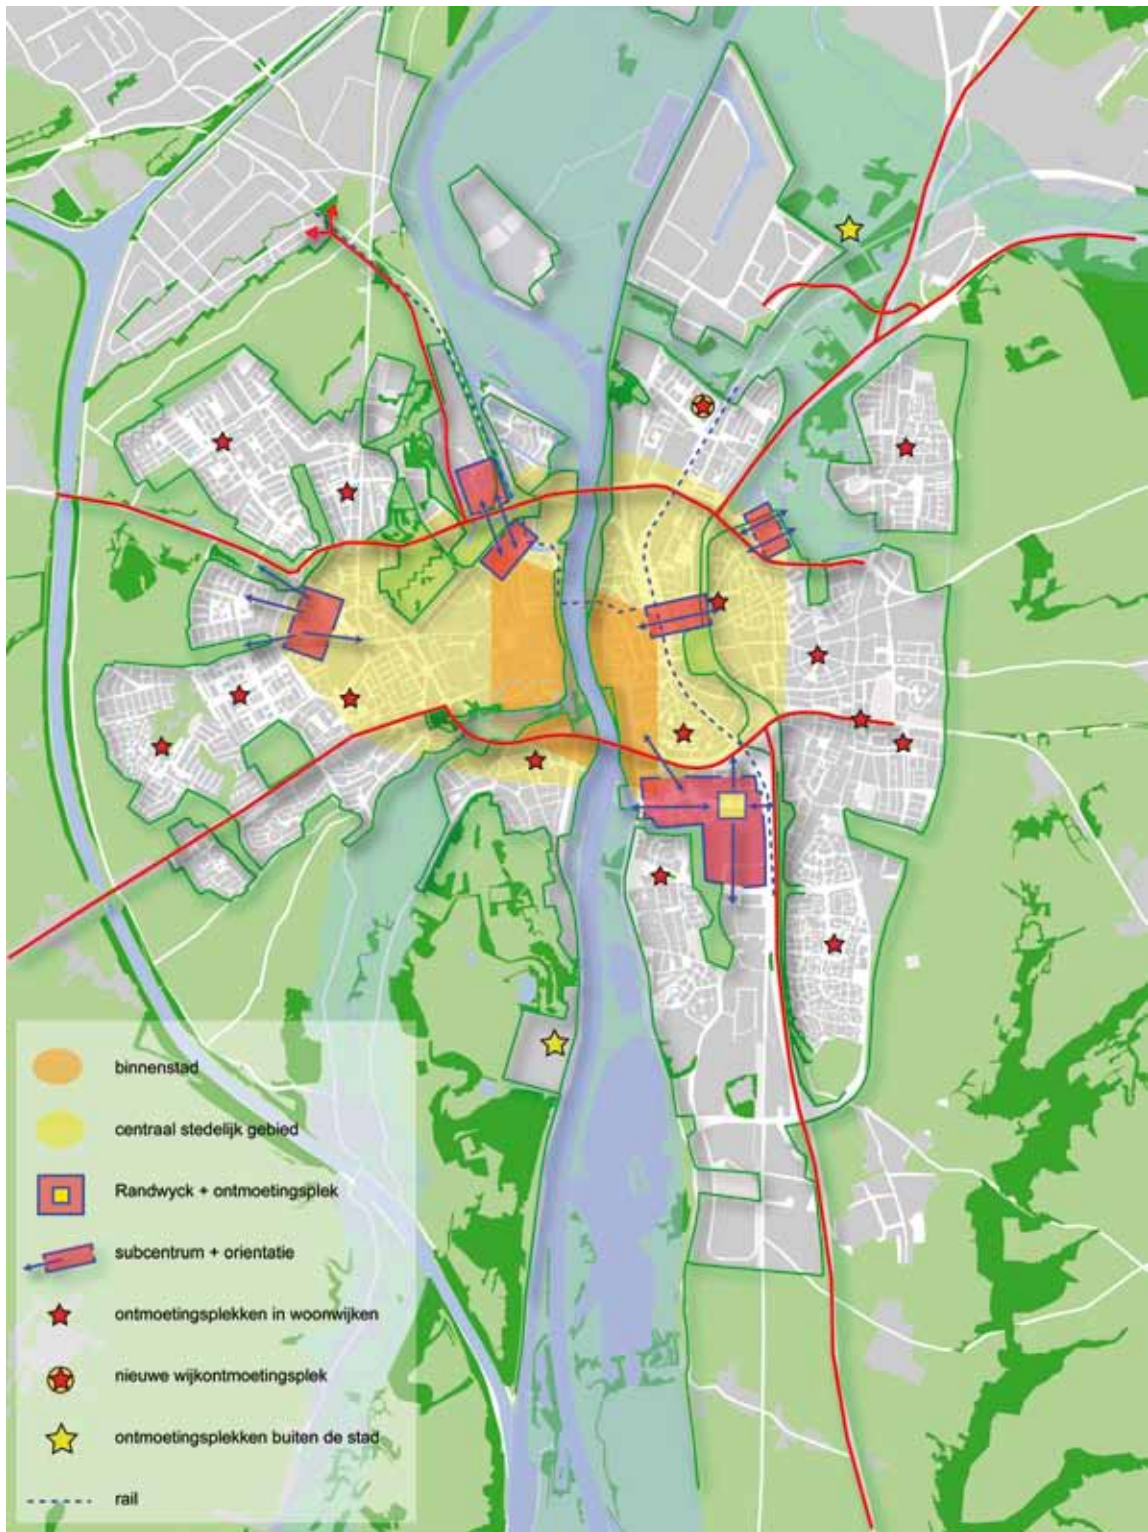 binnenstad
centraal stedelijk gebied
Randwyck + ontmoetingsplek
subcentrum + orientatie
ontmoetingsplekken in woonwijken
nieuwe wijkontmoetingsplek
ontmoetingsplekken buiten de stad
rail